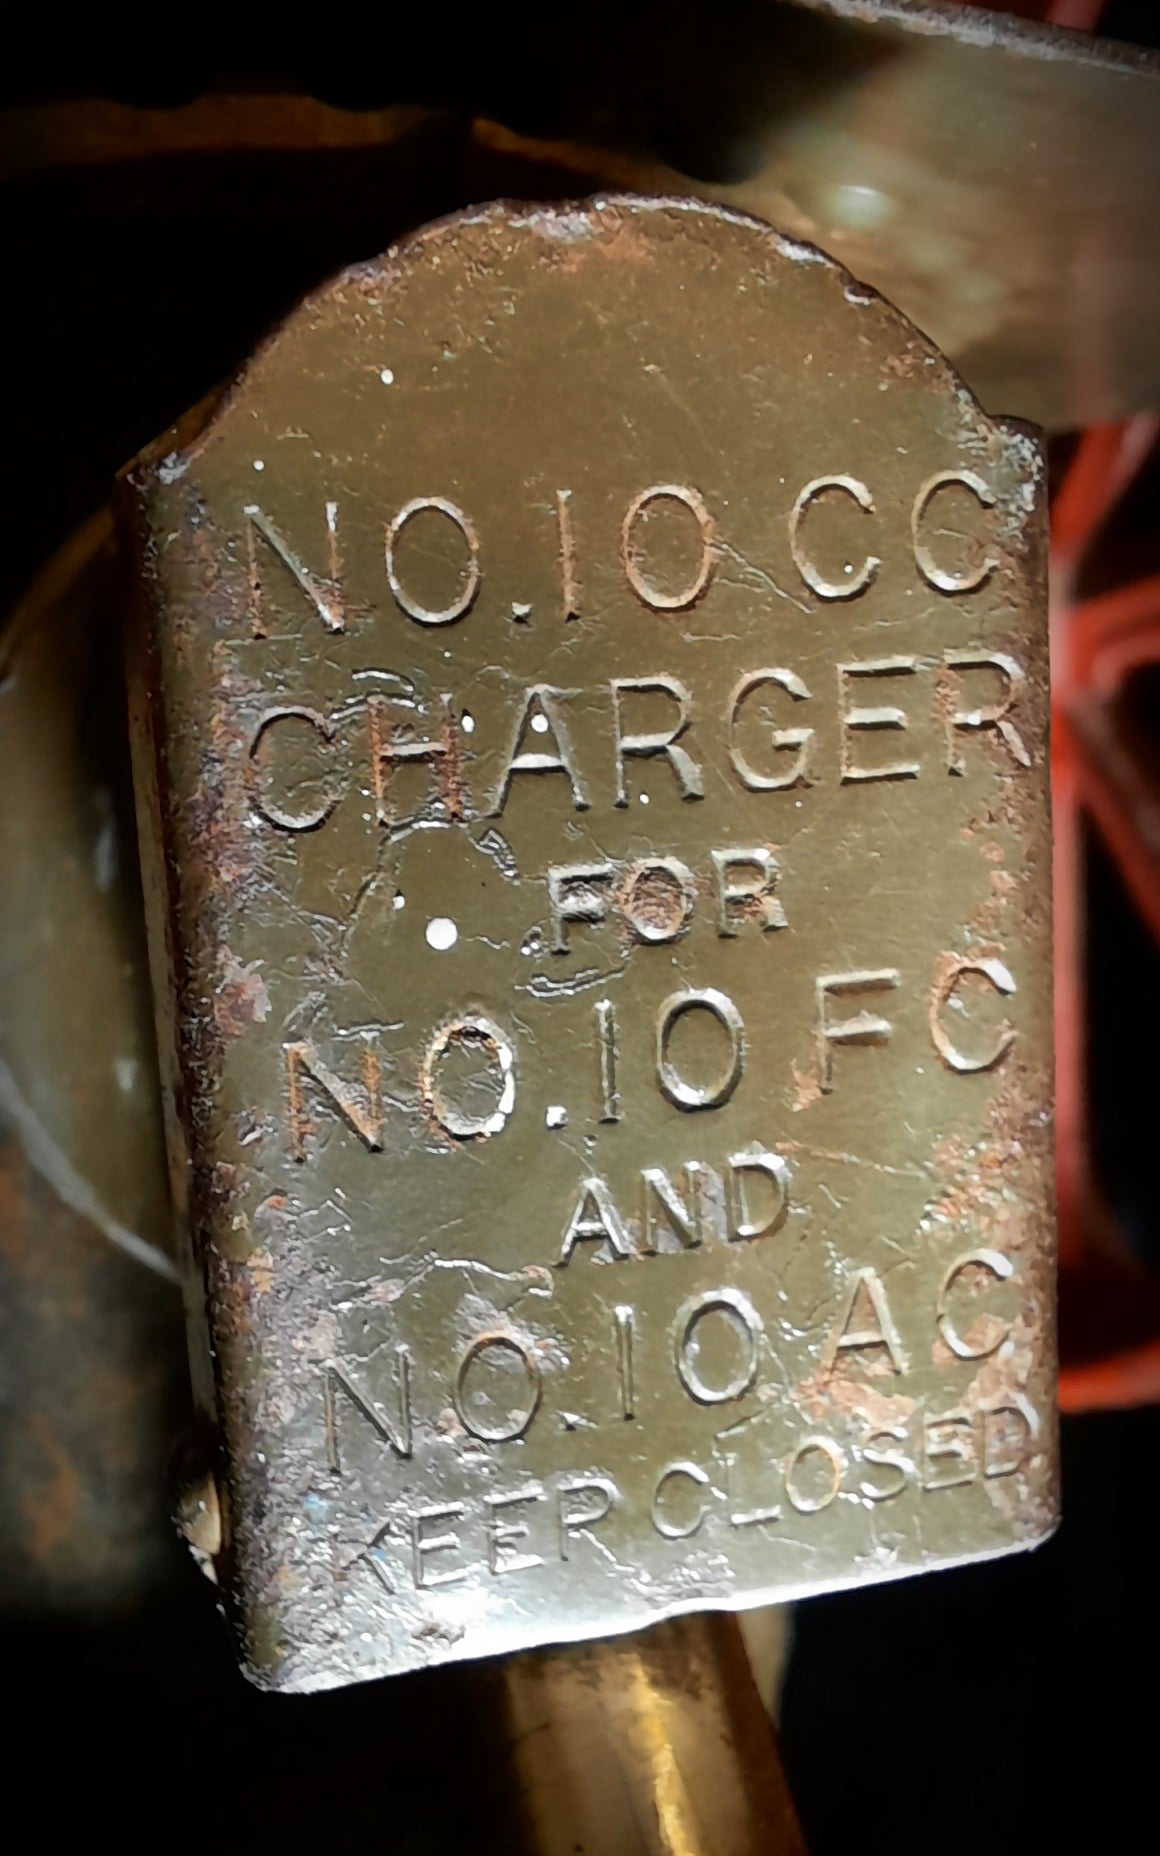 NO.10 CC
CHARGER
FOR
NO.10 FC
AND
NO.10 AC
KEEP CLOSED